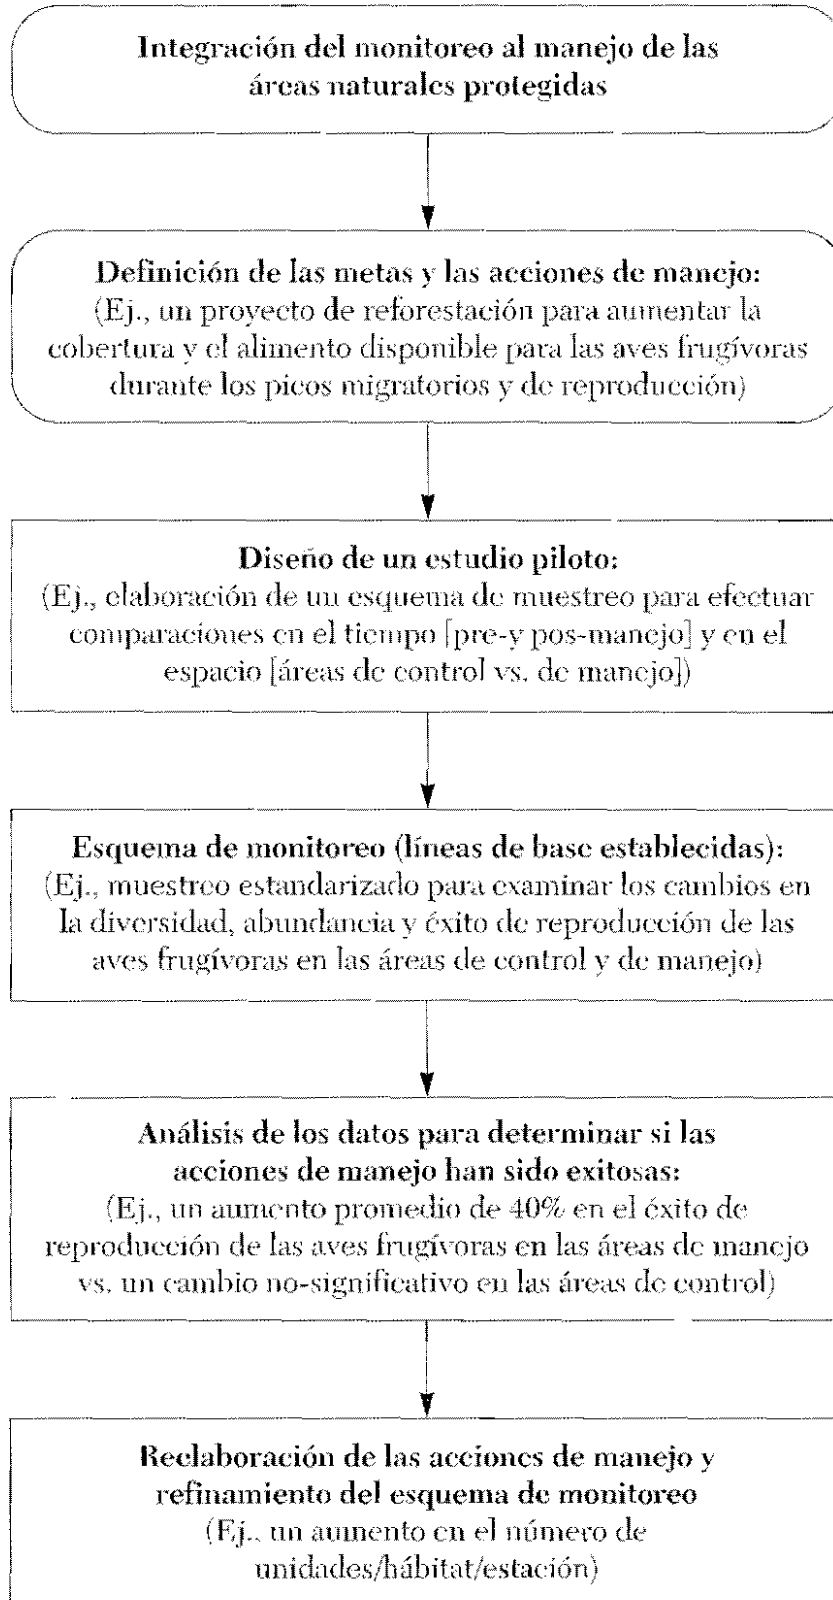 Integración del monitoreo al manejo de las
áreas naturales protegidas
Definición de las metas y las acciones de manejo:
(Ej., un proyecto de reforestación para aumentar la
cobertura y el alimento disponible para las aves frugívoras
durante los picos migratorios y de reproducción)
Diseño de un estudio piloto:
(Ej., elaboración de un esquema de muestreo para efectuar
comparaciones en el tiempo [pre-y pos-manejo] y en el
espacio [áreas de control vs. de manejo])
Esquema de monitoreo (líneas de base establecidas):
(Ej., muestreo estandarizado para examinar los cambios en
la diversidad, abundancia y éxito de reproducción de las
aves frugívoras en las áreas de control y de manejo)
Análisis de los datos para determinar si las
acciones de manejo han sido exitosas:
(Ej., un aumento promedio de 40% en el éxito de
reproducción de las aves frugívoras en las áreas de manejo
vs. un cambio no-significativo en las áreas de control)
Reelaboración de las acciones de manejo y
refinamiento del esquema de monitoreo
(Ej., un aumento en el número de
unidades/hábitat/estación)